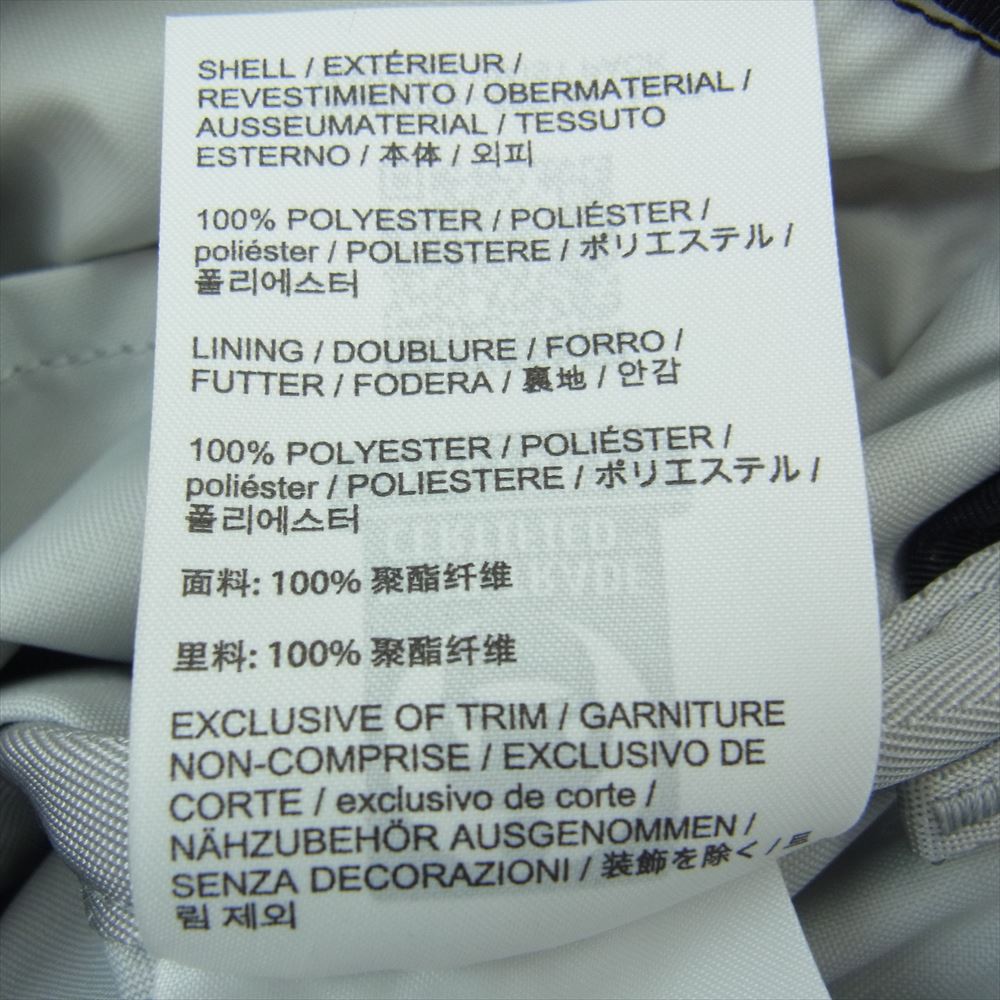 SHELL / EXTÉRIEUR /
REVESTIMIENTO / OBERMATERIAL /
AUSSEUMATERIAL / TESSUTO
ESTERNO / 本体 / 외피
100% POLYESTER / POLIÉSTER /
poliéster / POLIESTERE / ポリエステル /
폴리에스터
LINING / DOUBLURE / FORRO /
FUTTER / FODERA / 裏地 / 안감
100% POLYESTER / POLIÉSTER /
poliéster / POLIESTERE / ポリエステル /
폴리에스터
面料: 100% 聚酯纤维
里料: 100% 聚酯纤维
EXCLUSIVE OF TRIM / GARNITURE
NON-COMPRISE / EXCLUSIVO DE
CORTE / exclusivo de corte /
NÄHZUBEHÖR AUSGENOMMEN /
SENZA DECORAZIONI / 装飾を除く / 트
림 제외